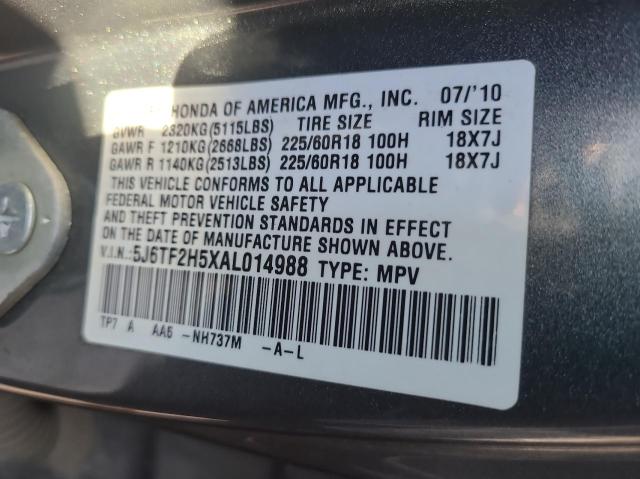 HONDA OF AMERICA MFG., INC. 07/'10
GVWR 2320KG(5115LBS) TIRE SIZE RIM SIZE
GAWR F 1210KG(2668LBS) 225/60R18 100H 18X7J
GAWR R 1140KG(2513LBS) 225/60R18 100H 18X7J
THIS VEHICLE CONFORMS TO ALL APPLICABLE
FEDERAL MOTOR VEHICLE SAFETY
AND THEFT PREVENTION STANDARDS IN EFFECT
ON THE DATE OF MANUFACTURE SHOWN ABOVE.
V.I.N.:5J6TF2H5XAL014988 TYPE: MPV
TP7 A AA5 -NH737M -A-L